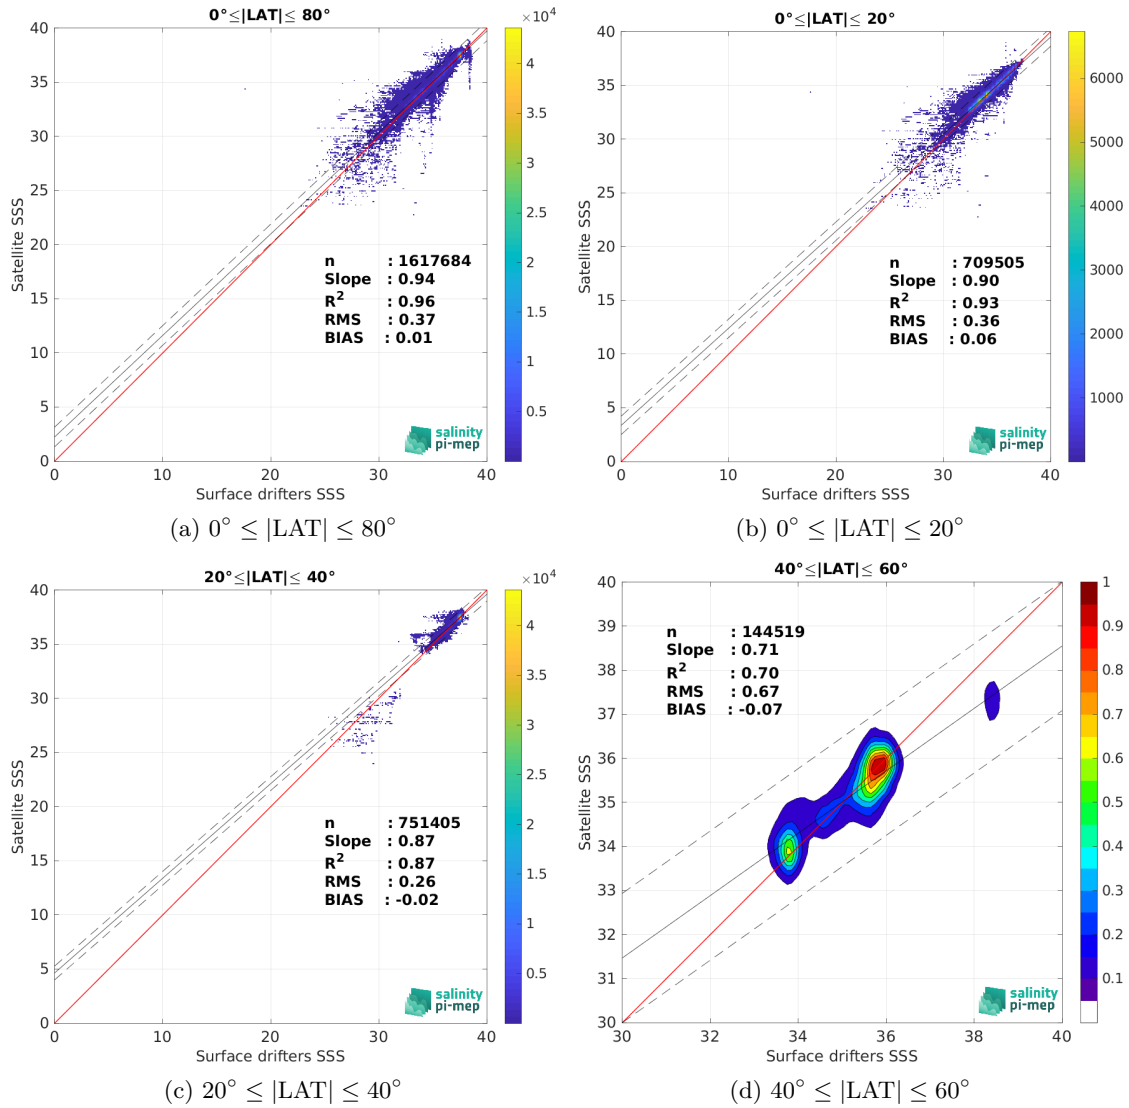 0°≤|LAT|≤ 80°
×10^4
40
35
30
25
20
15
10
5
0
0
10
20
30
40
Satellite SSS
Surface drifters SSS
n : 1617684
Slope : 0.94
R² : 0.96
RMS : 0.37
BIAS : 0.01
4
3.5
3
2.5
2
1.5
1
0.5
salinity
pi-mep
(a) 0° ≤ |LAT| ≤ 80°
0°≤|LAT|≤ 20°
40
35
30
25
20
15
10
5
0
0
10
20
30
40
Satellite SSS
Surface drifters SSS
n : 709505
Slope : 0.90
R² : 0.93
RMS : 0.36
BIAS : 0.06
6000
5000
4000
3000
2000
1000
salinity
pi-mep
(b) 0° ≤ |LAT| ≤ 20°
20°≤|LAT|≤ 40°
×10^4
40
35
30
25
20
15
10
5
0
0
10
20
30
40
Satellite SSS
Surface drifters SSS
n : 751405
Slope : 0.87
R² : 0.87
RMS : 0.26
BIAS : -0.02
4
3.5
3
2.5
2
1.5
1
0.5
salinity
pi-mep
(c) 20° ≤ |LAT| ≤ 40°
40°≤|LAT|≤ 60°
40
39
38
37
36
35
34
33
32
31
30
30
32
34
36
38
40
Satellite SSS
Surface drifters SSS
n : 144519
Slope : 0.71
R² : 0.70
RMS : 0.67
BIAS : -0.07
1
0.9
0.8
0.7
0.6
0.5
0.4
0.3
0.2
0.1
salinity
pi-mep
(d) 40° ≤ |LAT| ≤ 60°